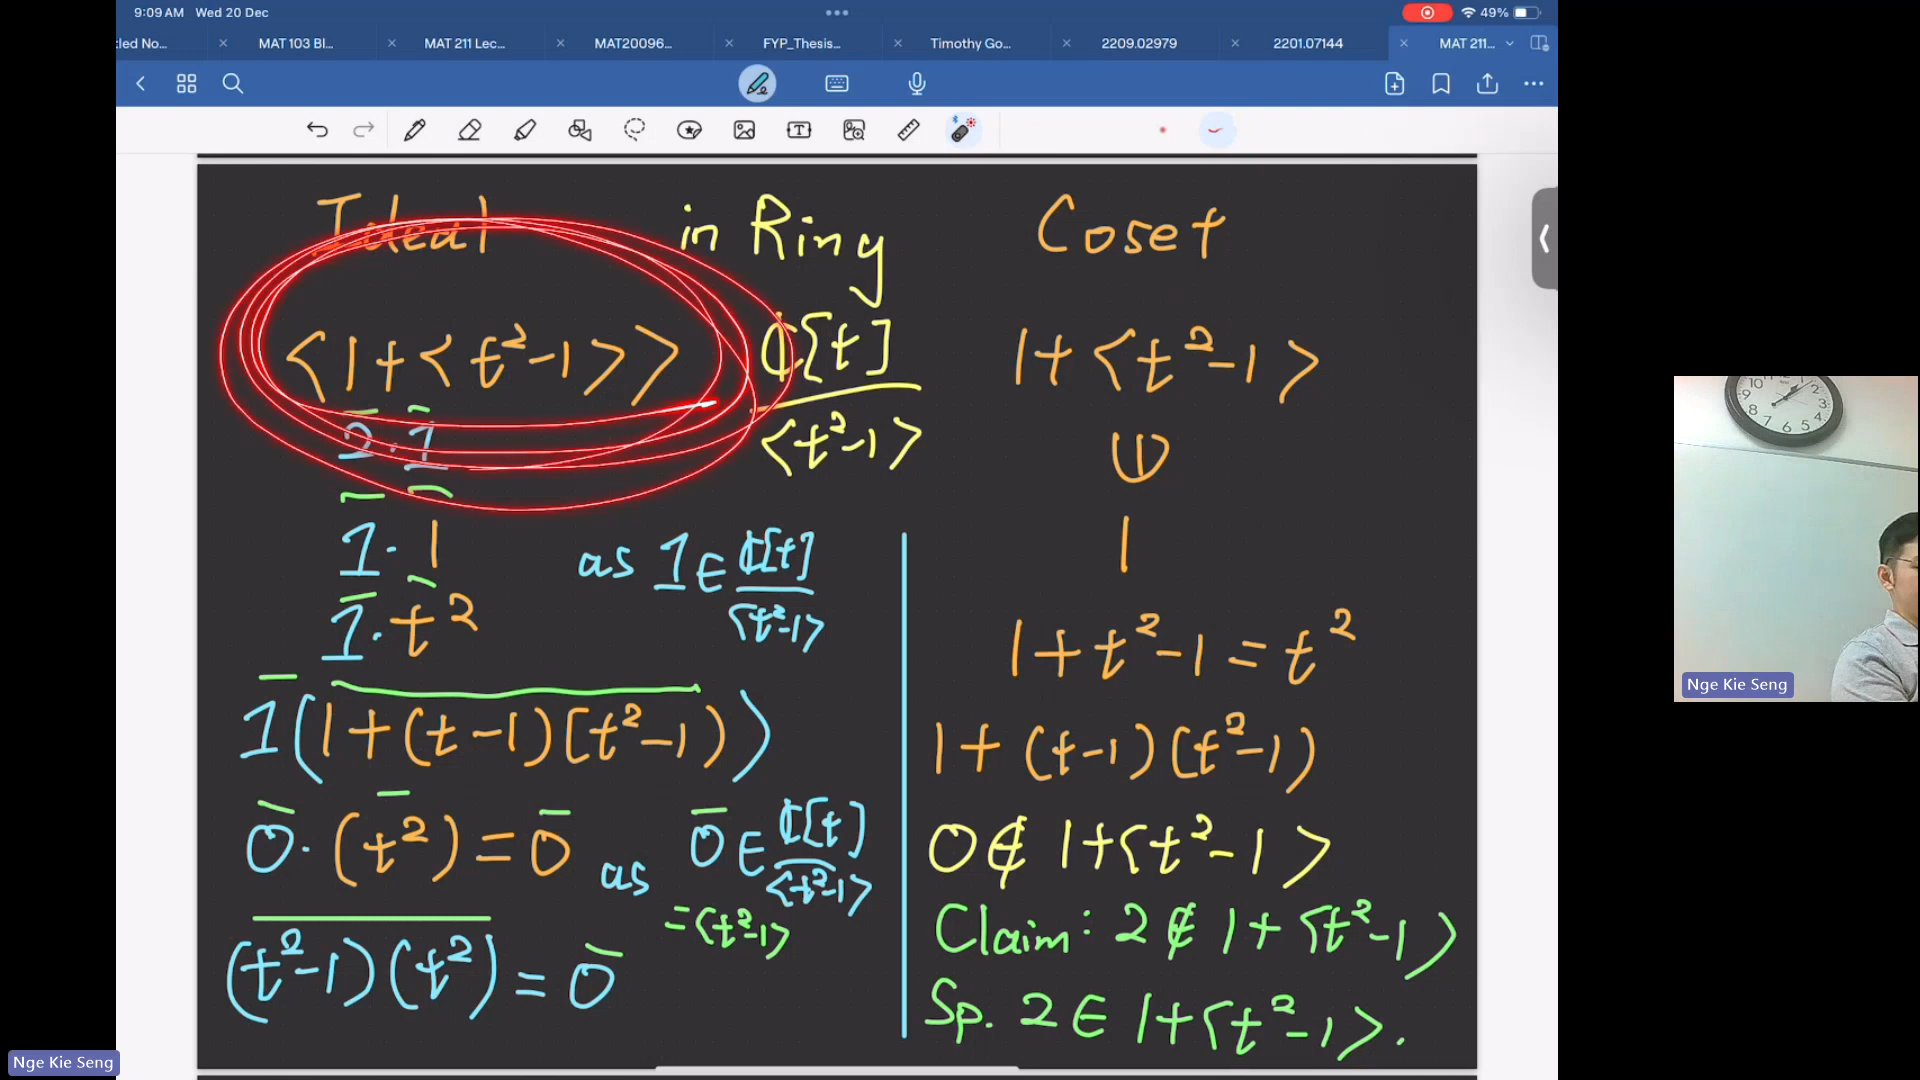 9:09 AM Wed 20 Dec
49%
:led No...
MAT 103 Bl...
MAT 211 Lec...
MAT20096...
FYP_Thesis...
Timothy Go...
2209.02979
2201.07144
MAT 211...
Ideal in Ring Coset
<1+<t²-1>> ℂ[t] / <t²-1> 1+<t²-1>
2̅·1̅
1̅·1̅ as 1∈ℂ[t]/<t²-1> 1
1̅·t̅² 1+t²-1=t²
1̅(1+(t-1)(t²-1)) 1+(t-1)(t²-1)
0̅·(t²)=0̅ as 0̅∈ℂ[t]/<t²-1> 0∉1+<t²-1>
=<t²-1> Claim: 2∉1+<t²-1>
(t²-1)(t²)=0̅ Sp. 2∈1+<t²-1>.
Nge Kie Seng
Nge Kie Seng